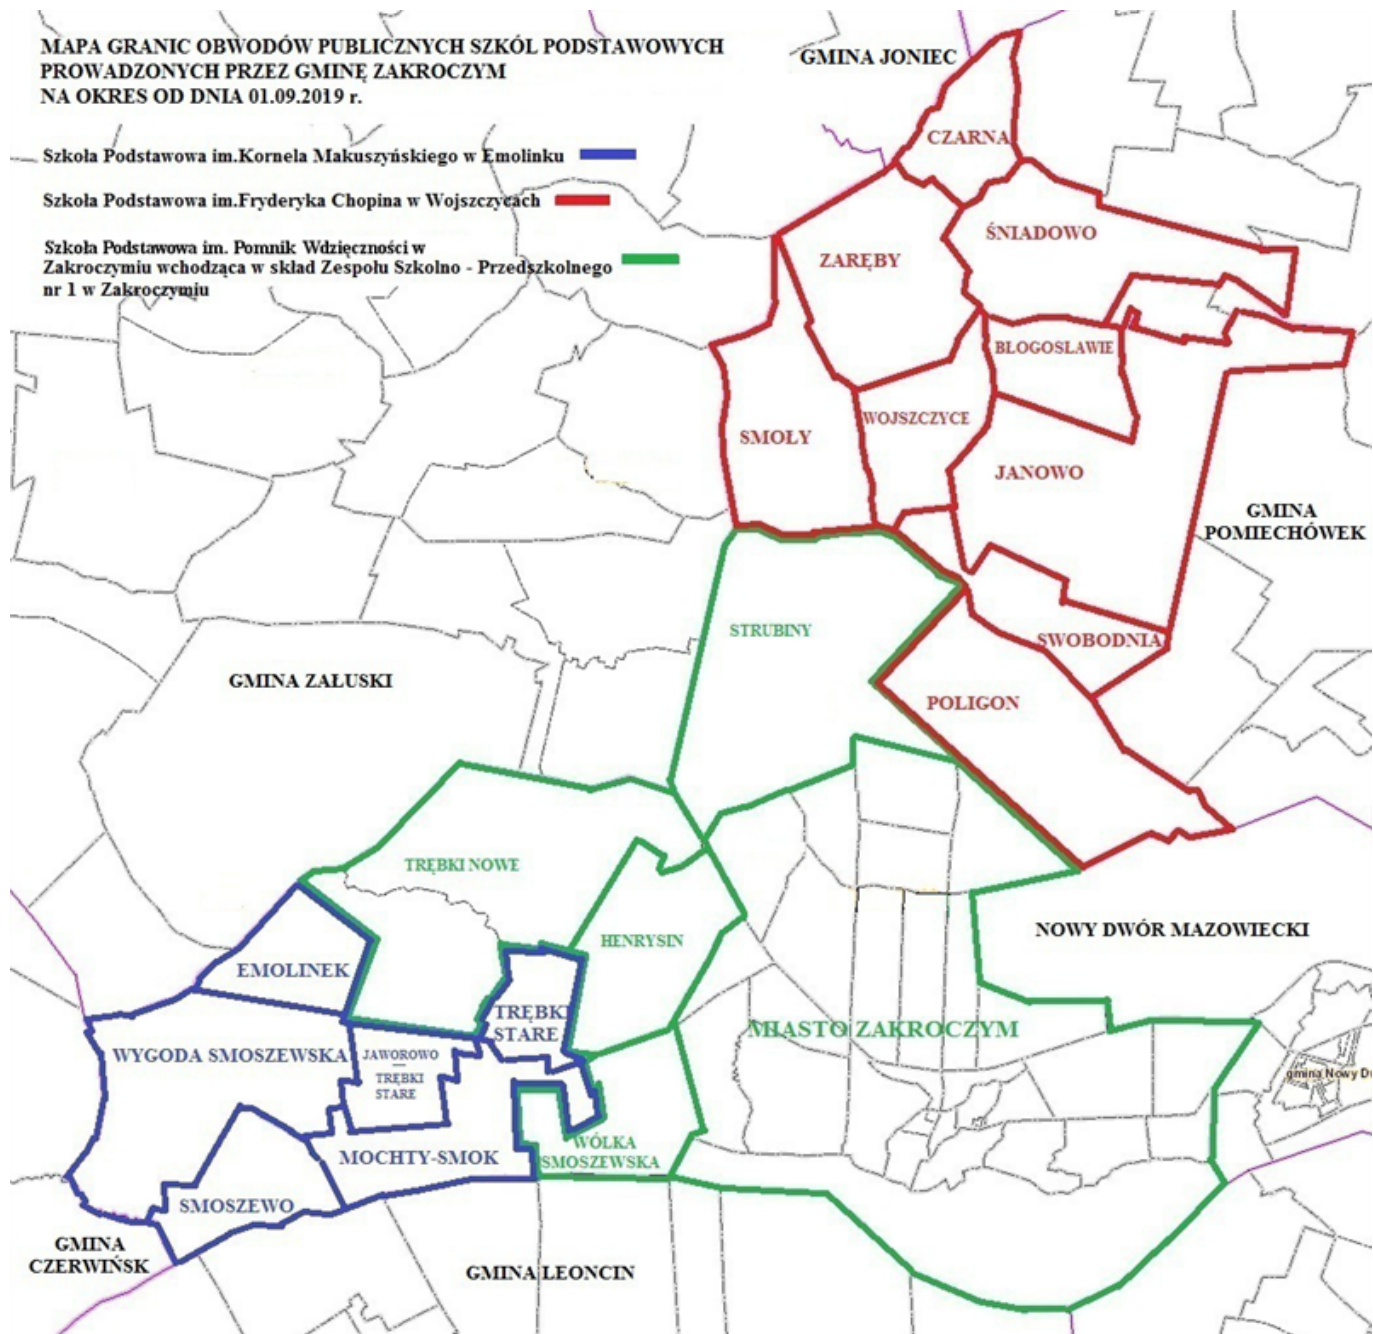 MAPA GRANIC OBWODÓW PUBLICZNYCH SZKÓL PODSTAWOWYCH
PROWADZONYCH PRZEZ GMINĘ ZAKROCZYM
NA OKRES OD DNIA 01.09.2019 r.
Szkoła Podstawowa im.Kornela Makuszyńskiego w Emolinku
Szkoła Podstawowa im.Fryderyka Chopina w Wojszczycach
Szkoła Podstawowa im. Pomnik Wdzięczności w
Zakroczymiu wchodząca w skład Zespołu Szkolno - Przedszkolnego
nr 1 w Zakroczymiu
GMINA JONIEC
CZARNA
ŚNIADOWO
ZARĘBY
BŁOGOSLAWIE
WOJSZCZYCE
SMOŁY
JANOWO
GMINA
POMIECHÓWEK
STRUBINY
SWOBODNIA
GMINA ZAŁUSKI
POLIGON
TRĘBKI NOWE
HENRYSIN
NOWY DWÓR MAZOWIECKI
EMOLINEK
TRĘBKI
STARE
MIASTO ZAKROCZYM
WYGODA SMOSZEWSKA
JAWOROWO
—
TRĘBKI
STARE
gmina Nowy D
WÓLKA
SMOSZEWSKA
MOCHTY-SMOK
SMOSZEWO
GMINA
CZERWIŃSK
GMINA LEONCIN